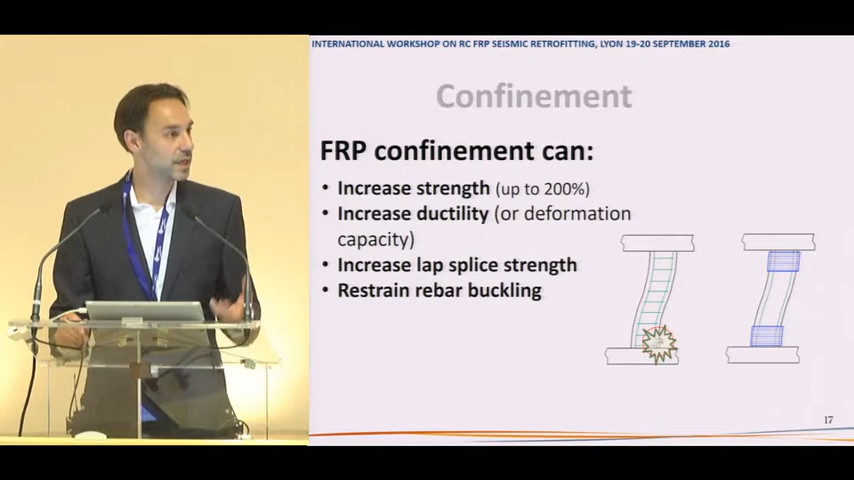 INTERNATIONAL WORKSHOP ON RC FRP SEISMIC RETROFITTING, LYON 19-20 SEPTEMBER 2016
Confinement
FRP confinement can:
• Increase strength (up to 200%)
• Increase ductility (or deformation
capacity)
• Increase lap splice strength
• Restrain rebar buckling
17